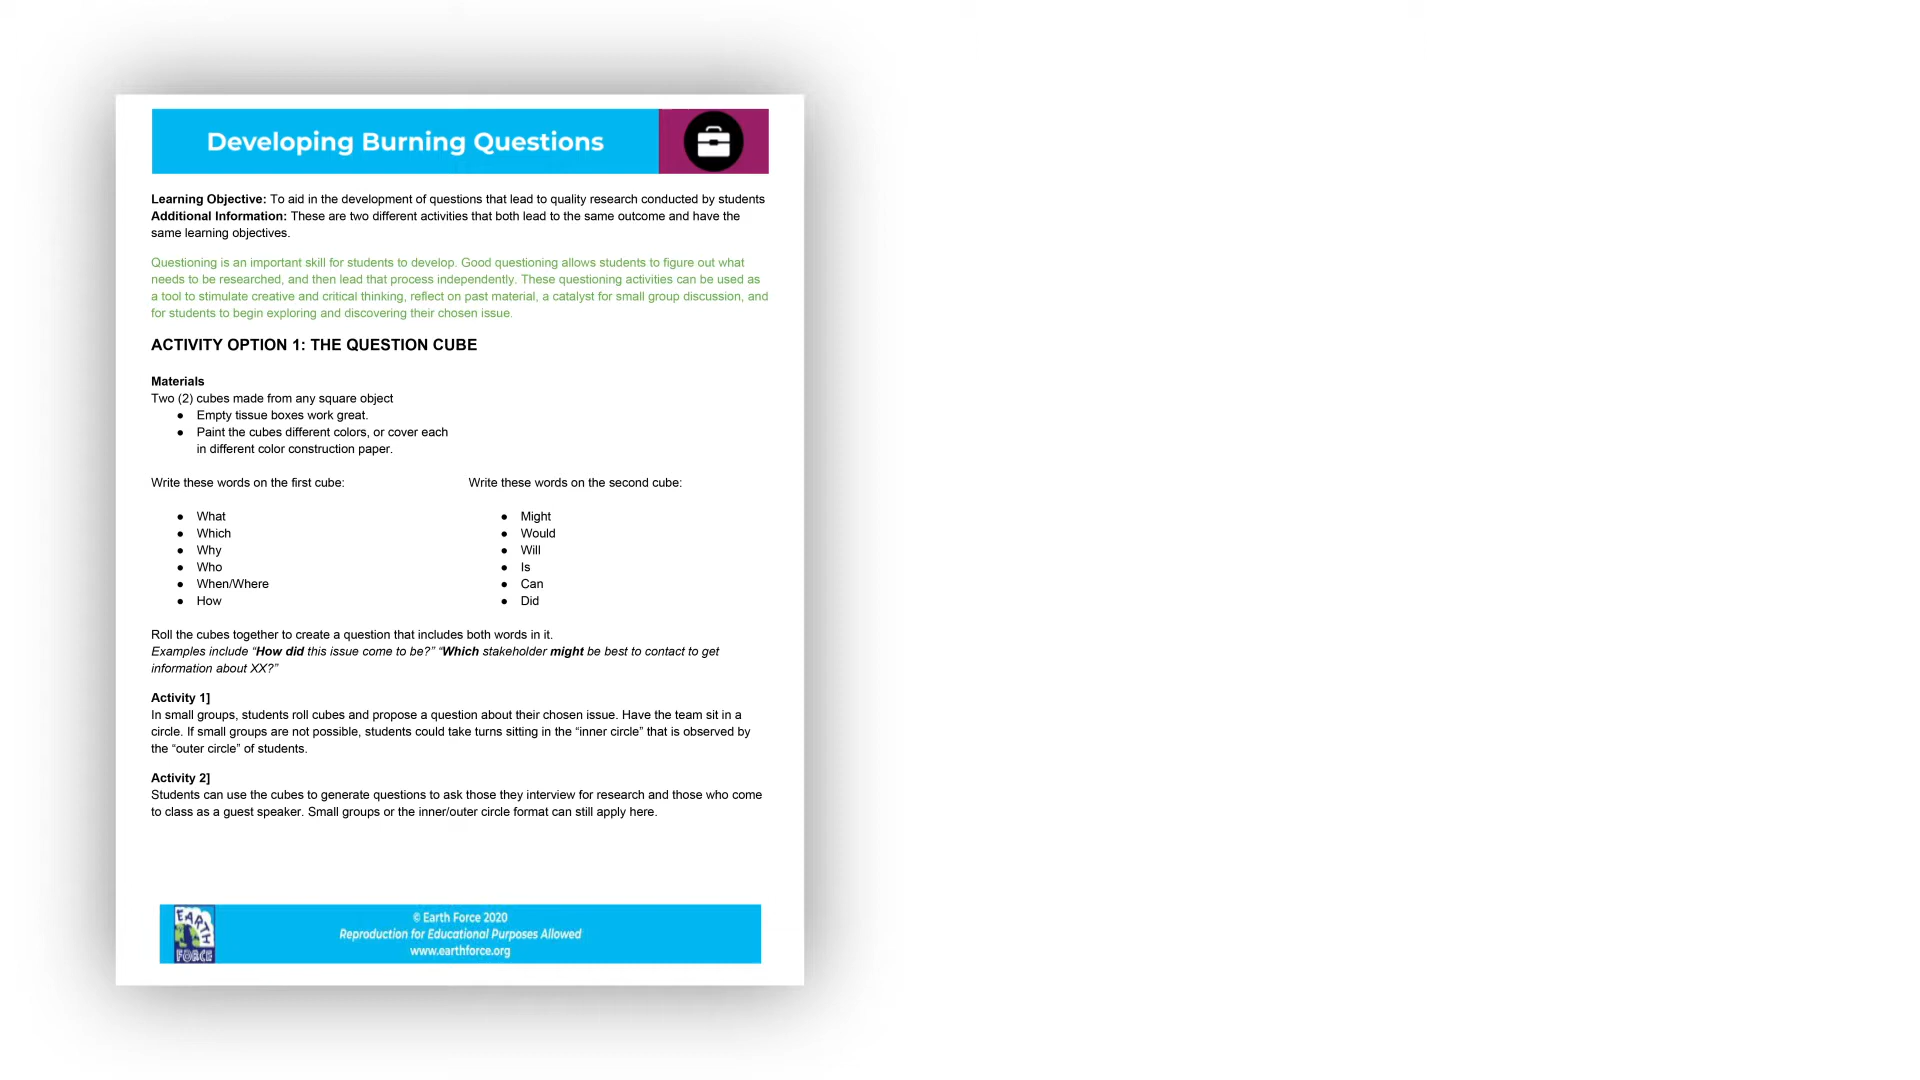 Developing Burning Questions
Learning Objective: To aid in the development of questions that lead to quality research conducted by students
Additional Information: These are two different activities that both lead to the same outcome and have the
same learning objectives.
Questioning is an important skill for students to develop. Good questioning allows students to figure out what
needs to be researched, and then lead that process independently. These questioning activities can be used as
a tool to stimulate creative and critical thinking, reflect on past material, a catalyst for small group discussion, and
for students to begin exploring and discovering their chosen issue.
ACTIVITY OPTION 1: THE QUESTION CUBE
Materials
Two (2) cubes made from any square object
● Empty tissue boxes work great.
● Paint the cubes different colors, or cover each
in different color construction paper.
Write these words on the first cube:
● What
● Which
● Why
● Who
● When/Where
● How
Write these words on the second cube:
● Might
● Would
● Will
● Is
● Can
● Did
Roll the cubes together to create a question that includes both words in it.
Examples include “How did this issue come to be?” “Which stakeholder might be best to contact to get
information about XX?”
Activity 1]
In small groups, students roll cubes and propose a question about their chosen issue. Have the team sit in a
circle. If small groups are not possible, students could take turns sitting in the “inner circle” that is observed by
the “outer circle” of students.
Activity 2]
Students can use the cubes to generate questions to ask those they interview for research and those who come
to class as a guest speaker. Small groups or the inner/outer circle format can still apply here.
EARTH
FORCE
© Earth Force 2020
Reproduction for Educational Purposes Allowed
www.earthforce.org